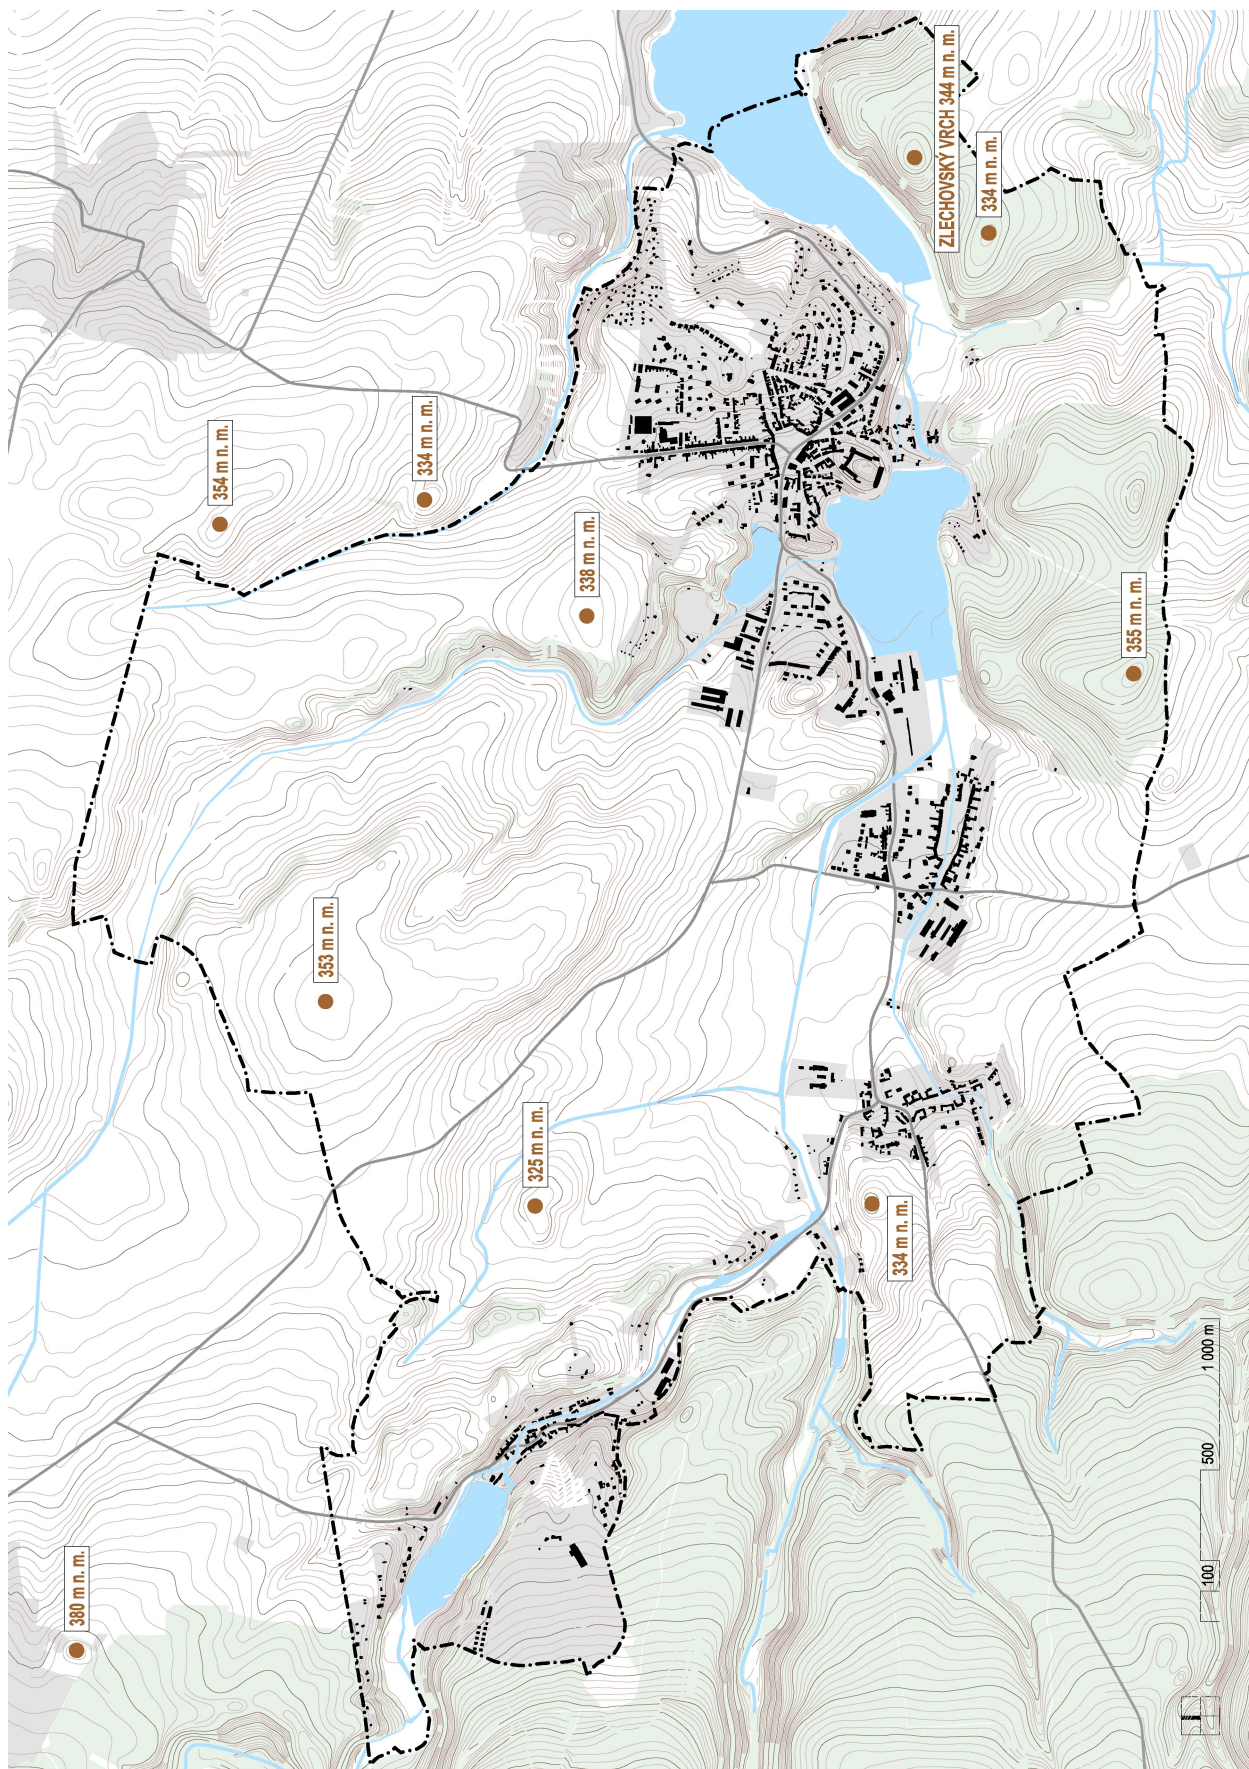 ZLECHOVSKÝ VRCH 344 m n. m.
334 m n. m.
354 m n. m.
334 m n. m.
338 m n. m.
355 m n. m.
353 m n. m.
325 m n. m.
334 m n. m.
380 m n. m.
100
500
1 000 m